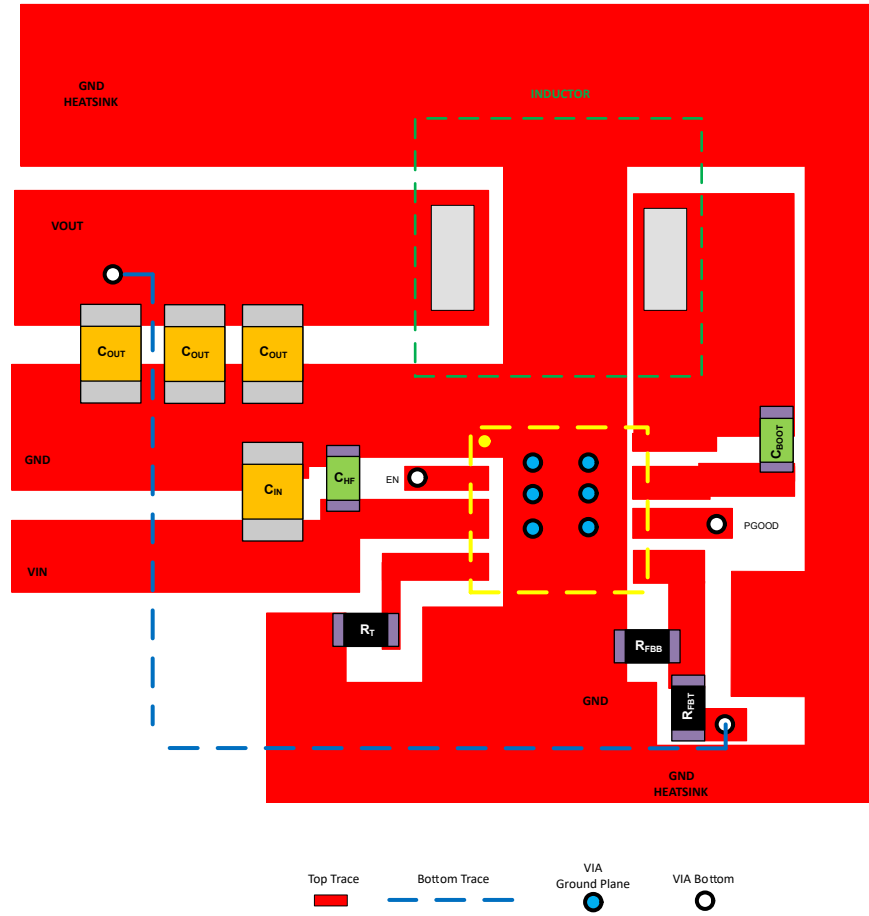 GND
HEATSINK
INDUCTOR
VOUT
COUT
COUT
COUT
CBOOT
GND
CIN
CHF
EN
PGOOD
VIN
RT
RFBB
RFBT
GND
GND
HEATSINK
Top Trace
Bottom Trace
VIA
Ground Plane
VIA Bottom